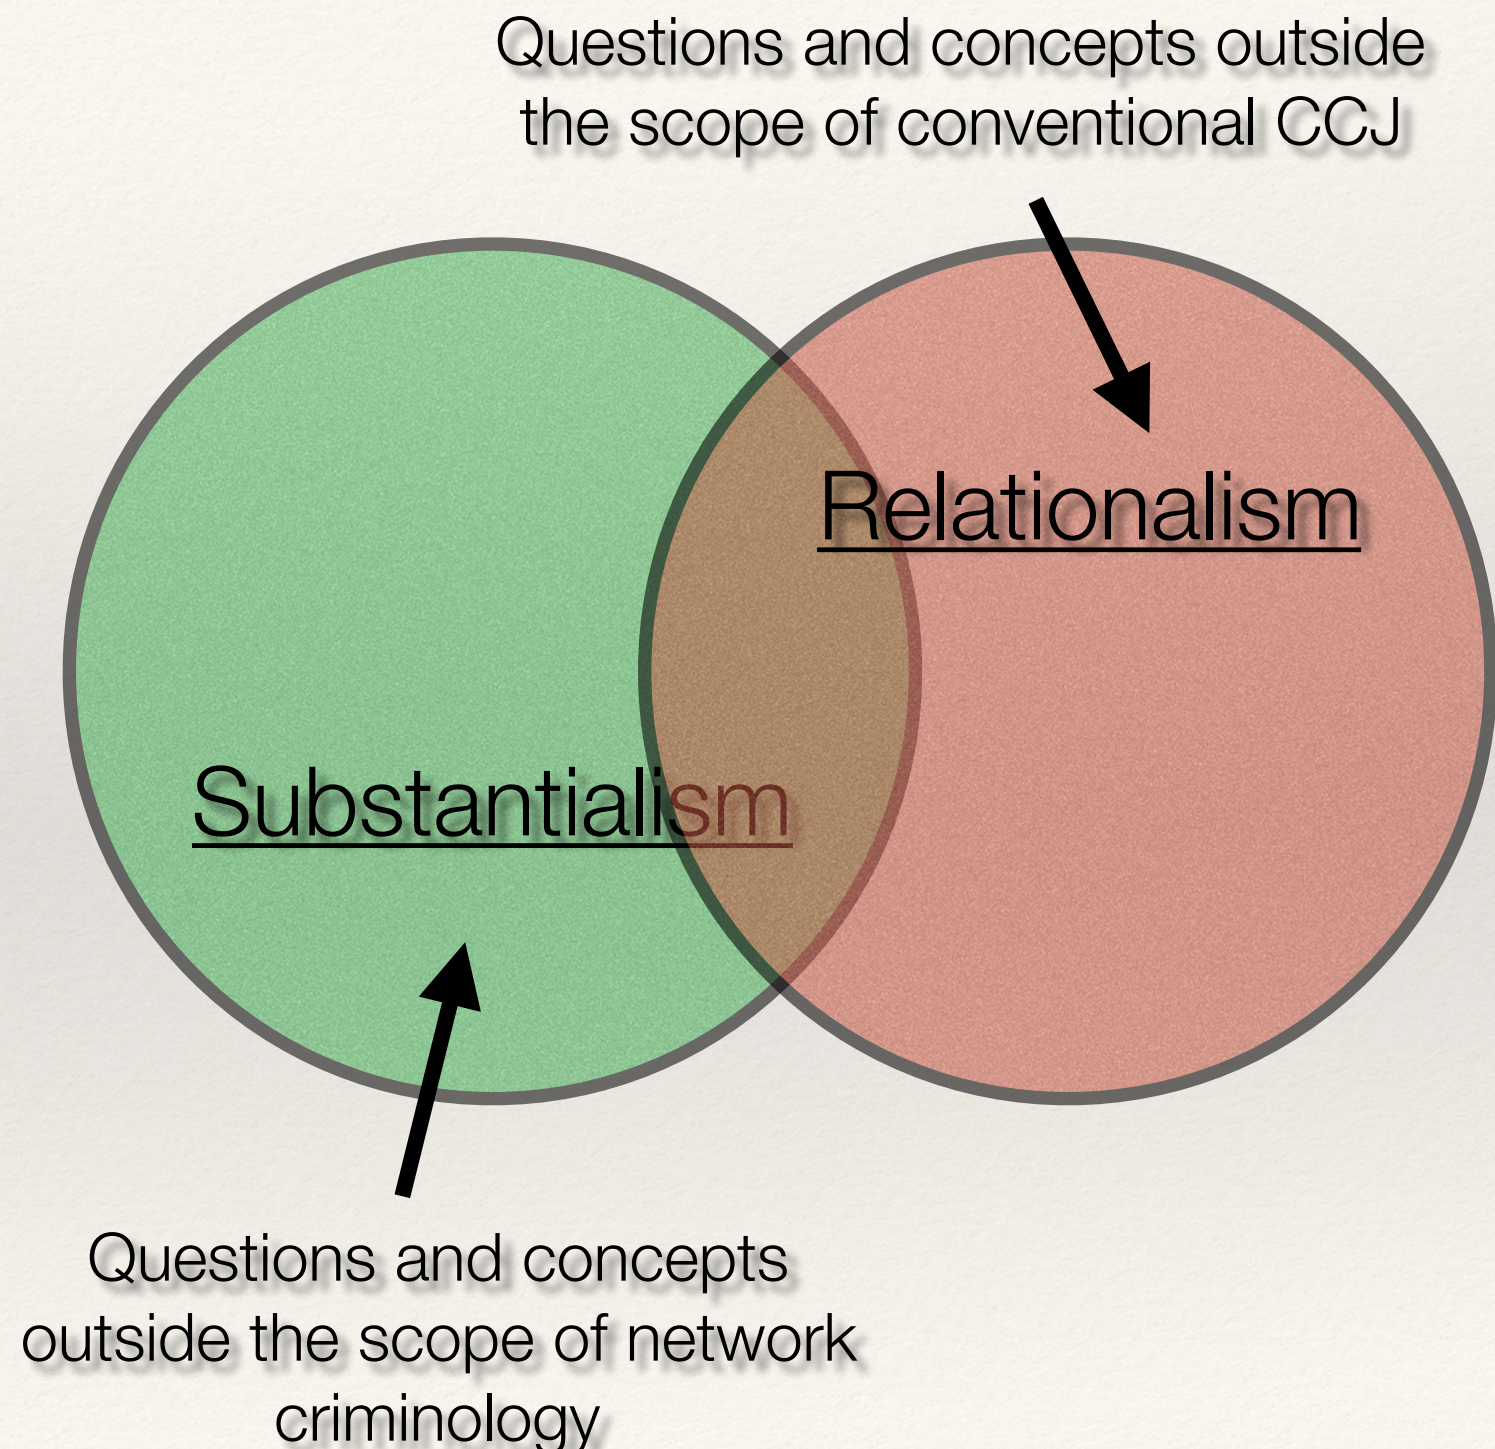 Questions and concepts outside
the scope of conventional CCJ
Relationalism
Substantialism
Questions and concepts
outside the scope of network
criminology